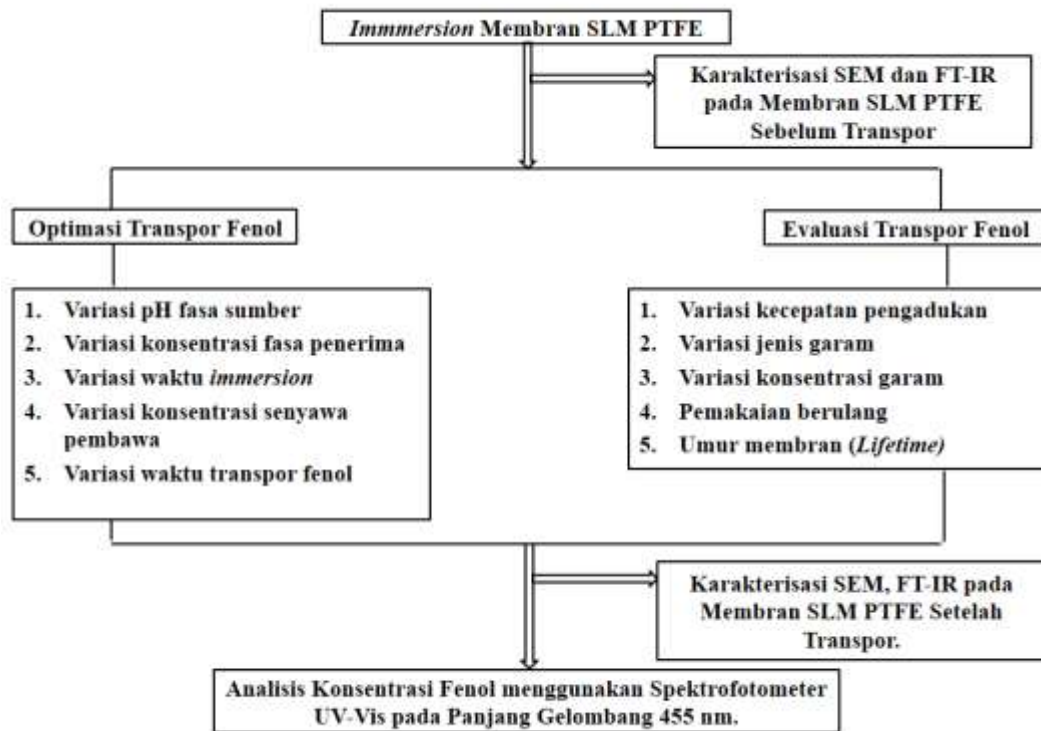 Immmersion Membran SLM PTFE
Karakterisasi SEM dan FT-IR
pada Membran SLM PTFE
Sebelum Transpor
Optimasi Transpor Fenol
1. Variasi pH fasa sumber
2. Variasi konsentrasi fasa penerima
3. Variasi waktu immersion
4. Variasi konsentrasi senyawa
pembawa
5. Variasi waktu transpor fenol
Evaluasi Transpor Fenol
1. Variasi kecepatan pengadukan
2. Variasi jenis garam
3. Variasi konsentrasi garam
4. Pemakaian berulang
5. Umur membran (Lifetime)
Karakterisasi SEM, FT-IR pada
Membran SLM PTFE Setelah
Transpor.
Analisis Konsentrasi Fenol menggunakan Spektrofotometer
UV-Vis pada Panjang Gelombang 455 nm.